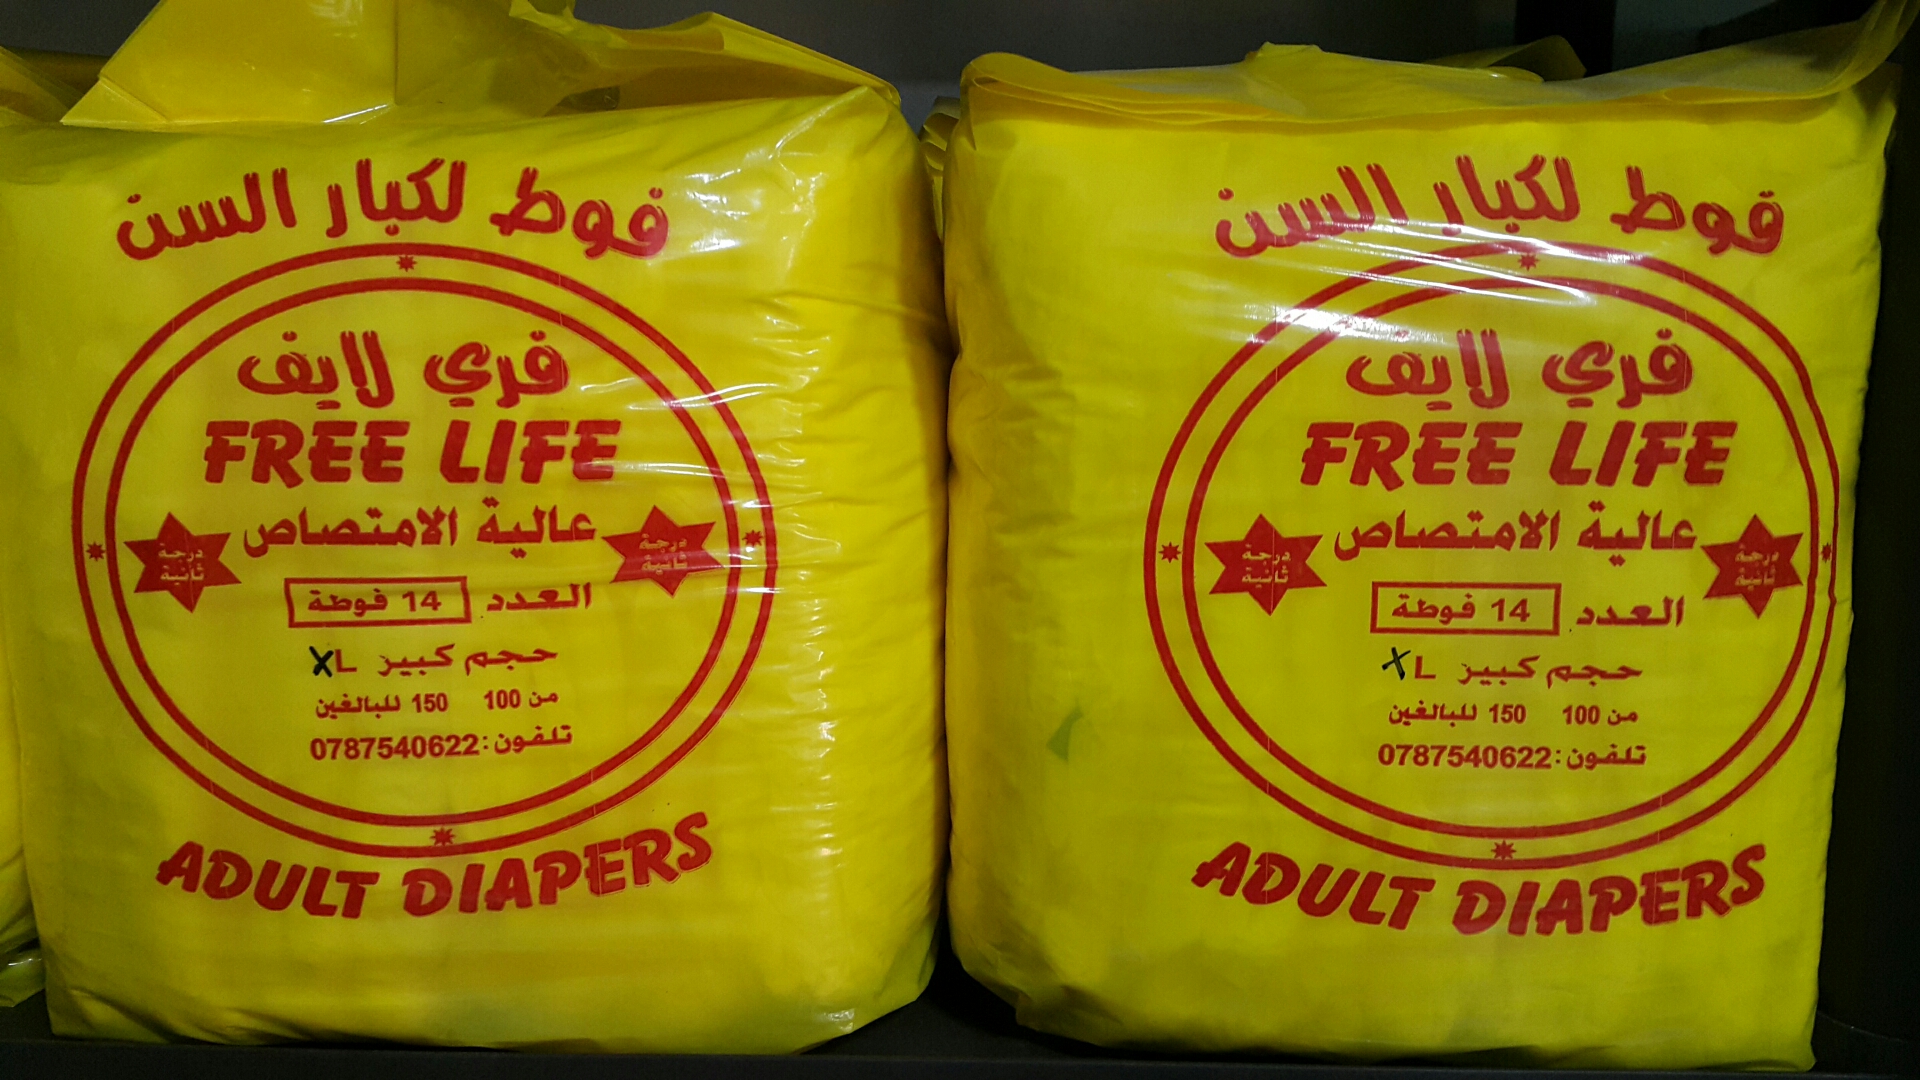 فوط لكبار السن
فري لايف
FREE LIFE
عالية الامتصاص
درجة
ثانية
درجة
ثانية
العدد 14 فوطة
حجم كبير XL
من 100 150 للبالغين
تلفون: 0787540622
ADULT DIAPERS
فوط لكبار السن
فري لايف
FREE LIFE
عالية الامتصاص
درجة
ثانية
درجة
ثانية
العدد 14 فوطة
حجم كبير XL
من 100 150 للبالغين
تلفون: 0787540622
ADULT DIAPERS